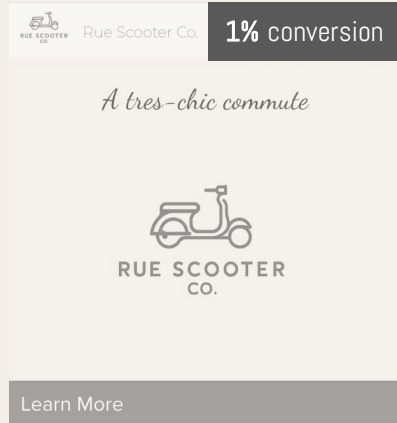 RUE SCOOTER
CO.
Rue Scooter Co.
1% conversion
A tres-chic commute
RUE SCOOTER
CO.
Learn More